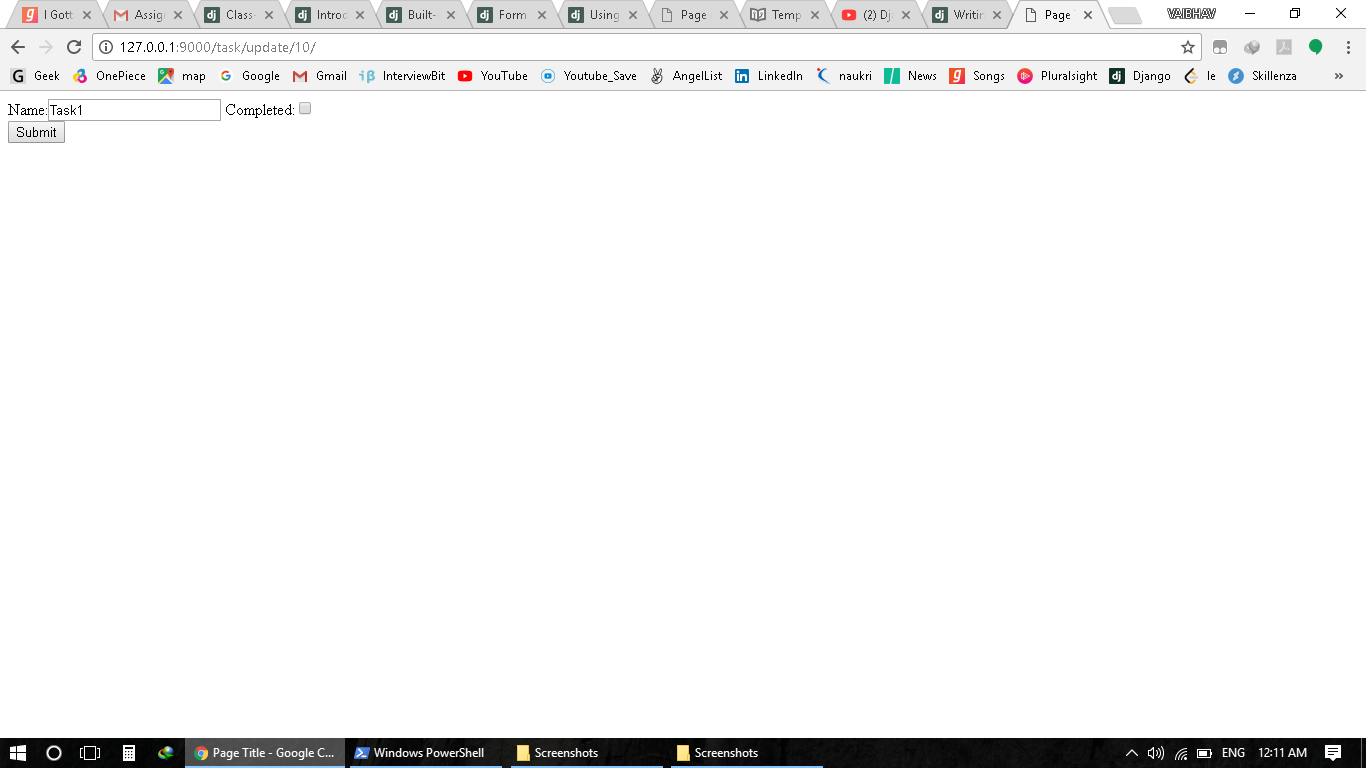 I Gott Assig Class- Introd Built- Form Using Page Temp (2) Dj Writin Page VAIBHAV
127.0.0.1:9000/task/update/10/
Geek OnePiece map Google Gmail InterviewBit YouTube Youtube_Save AngelList LinkedIn naukri News Songs Pluralsight Django le Skillenza »
Name: Task1 Completed:
Submit
Page Title - Google C... Windows PowerShell Screenshots Screenshots ENG 12:11 AM